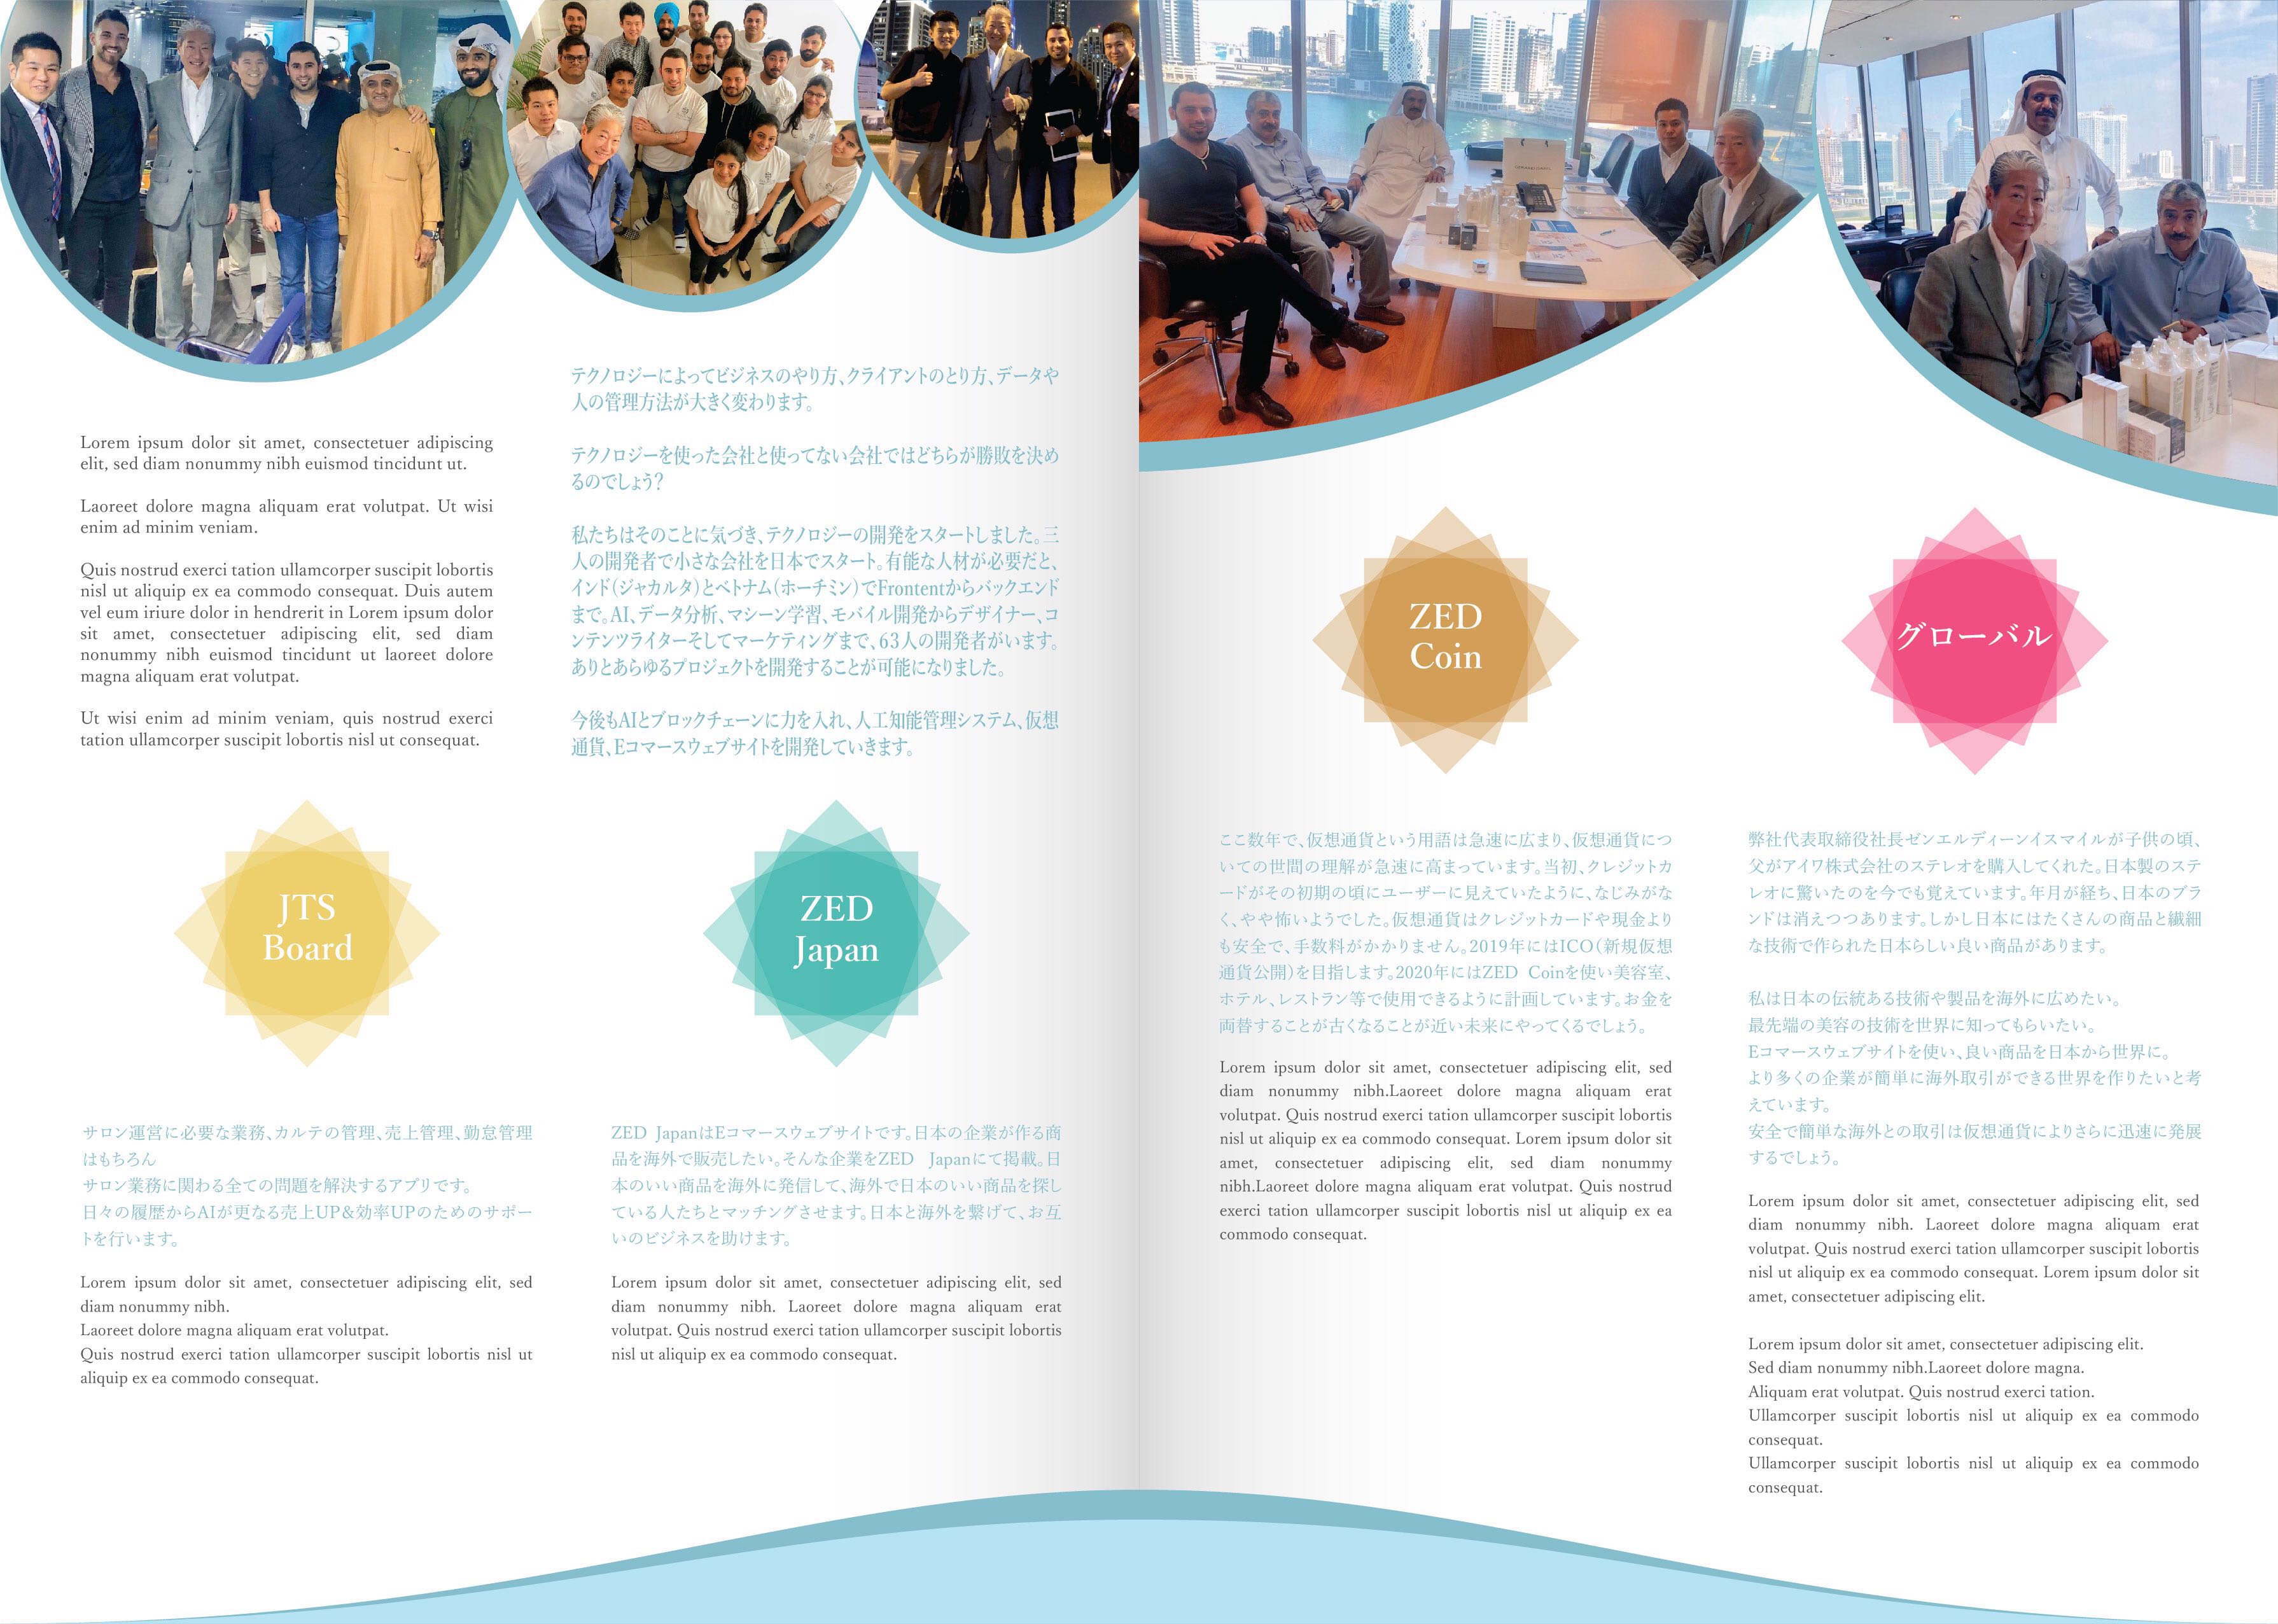 Lorem ipsum dolor sit amet, consectetuer adipiscing
elit, sed diam nonummy nibh euismod tincidunt ut.
Laoreet dolore magna aliquam erat volutpat. Ut wisi
enim ad minim veniam.
Quis nostrud exerci tation ullamcorper suscipit lobortis
nisl ut aliquip ex ea commodo consequat. Duis autem
vel eum iriure dolor in hendrerit in Lorem ipsum dolor
sit amet, consectetuer adipiscing elit, sed diam
nonummy nibh euismod tincidunt ut laoreet dolore
magna aliquam erat volutpat.
Ut wisi enim ad minim veniam, quis nostrud exerci
tation ullamcorper suscipit lobortis nisl ut consequat.
テクノロジーによってビジネスのやり方、クライアントのとり方、データや
人の管理方法が大きく変わります。
テクノロジーを使った会社と使ってない会社ではどちらが勝敗を決め
るのでしょう?
私たちはそのことに気づき、テクノロジーの開発をスタートしました。三
人の開発者で小さな会社を日本でスタート。有能な人材が必要だと、
インド(ジャカルタ)とベトナム(ホーチミン)でFrontentからバックエンド
まで。AI、データ分析、マシーン学習、モバイル開発からデザイナー、コ
ンテンツライターそしてマーケティングまで、63人の開発者がいます。
ありとあらゆるプロジェクトを開発することが可能になりました。
今後もAIとブロックチェーンに力を入れ、人工知能管理システム、仮想
通貨、Eコマースウェブサイトを開発していきます。
JTS
Board
サロン運営に必要な業務、カルテの管理、売上管理、勤怠管理
はもちろん
サロン業務に関わる全ての問題を解決するアプリです。
日々の履歴からAIが更なる売上UP&効率UPのためのサポー
トを行います。
Lorem ipsum dolor sit amet, consectetuer adipiscing elit, sed
diam nonummy nibh.
Laoreet dolore magna aliquam erat volutpat.
Quis nostrud exerci tation ullamcorper suscipit lobortis nisl ut
aliquip ex ea commodo consequat.
ZED
Japan
ZED JapanはEコマースウェブサイトです。日本の企業が作る商
品を海外で販売したい。そんな企業をZED Japanにて掲載。日
本のいい商品を海外に発信して、海外で日本のいい商品を探し
ている人たちとマッチングさせます。日本と海外を繋げて、お互
いのビジネスを助けます。
Lorem ipsum dolor sit amet, consectetuer adipiscing elit, sed
diam nonummy nibh. Laoreet dolore magna aliquam erat
volutpat. Quis nostrud exerci tation ullamcorper suscipit lobortis
nisl ut aliquip ex ea commodo consequat.
ZED
Coin
ここ数年で、仮想通貨という用語は急速に広まり、仮想通貨につ
いての世間の理解が急速に高まっています。当初、クレジットカ
ードがその初期の頃にユーザーに見えていたように、なじみがな
く、やや怖いようでした。仮想通貨はクレジットカードや現金より
も安全で、手数料がかかりません。2019年にはICO(新規仮想
通貨公開)を目指します。2020年にはZED Coinを使い美容室、
ホテル、レストラン等で使用できるように計画しています。お金を
両替することが古くなることが近い未来にやってくるでしょう。
Lorem ipsum dolor sit amet, consectetuer adipiscing elit, sed
diam nonummy nibh.Laoreet dolore magna aliquam erat
volutpat. Quis nostrud exerci tation ullamcorper suscipit lobortis
nisl ut aliquip ex ea commodo consequat. Lorem ipsum dolor sit
amet, consectetuer adipiscing elit, sed diam nonummy
nibh.Laoreet dolore magna aliquam erat volutpat. Quis nostrud
exerci tation ullamcorper suscipit lobortis nisl ut aliquip ex ea
commodo consequat.
グローバル
弊社代表取締役社長ゼンエルディーンイスマイルが子供の頃、
父がアイワ株式会社のステレオを購入してくれた。日本製のステ
レオに驚いたのを今でも覚えています。年月が経ち、日本のブラ
ンドは消えつつあります。しかし日本にはたくさんの商品と繊細
な技術で作られた日本らしい良い商品があります。
私は日本の伝統ある技術や製品を海外に広めたい。
最先端の美容の技術を世界に知ってもらいたい。
Eコマースウェブサイトを使い、良い商品を日本から世界に。
より多くの企業が簡単に海外取引ができる世界を作りたいと考
えています。
安全で簡単な海外との取引は仮想通貨によりさらに迅速に発展
するでしょう。
Lorem ipsum dolor sit amet, consectetuer adipiscing elit, sed
diam nonummy nibh. Laoreet dolore magna aliquam erat
volutpat. Quis nostrud exerci tation ullamcorper suscipit lobortis
nisl ut aliquip ex ea commodo consequat. Lorem ipsum dolor sit
amet, consectetuer adipiscing elit.
Lorem ipsum dolor sit amet, consectetuer adipiscing elit.
Sed diam nonummy nibh.Laoreet dolore magna.
Aliquam erat volutpat. Quis nostrud exerci tation.
Ullamcorper suscipit lobortis nisl ut aliquip ex ea commodo
consequat.
Ullamcorper suscipit lobortis nisl ut aliquip ex ea commodo
consequat.